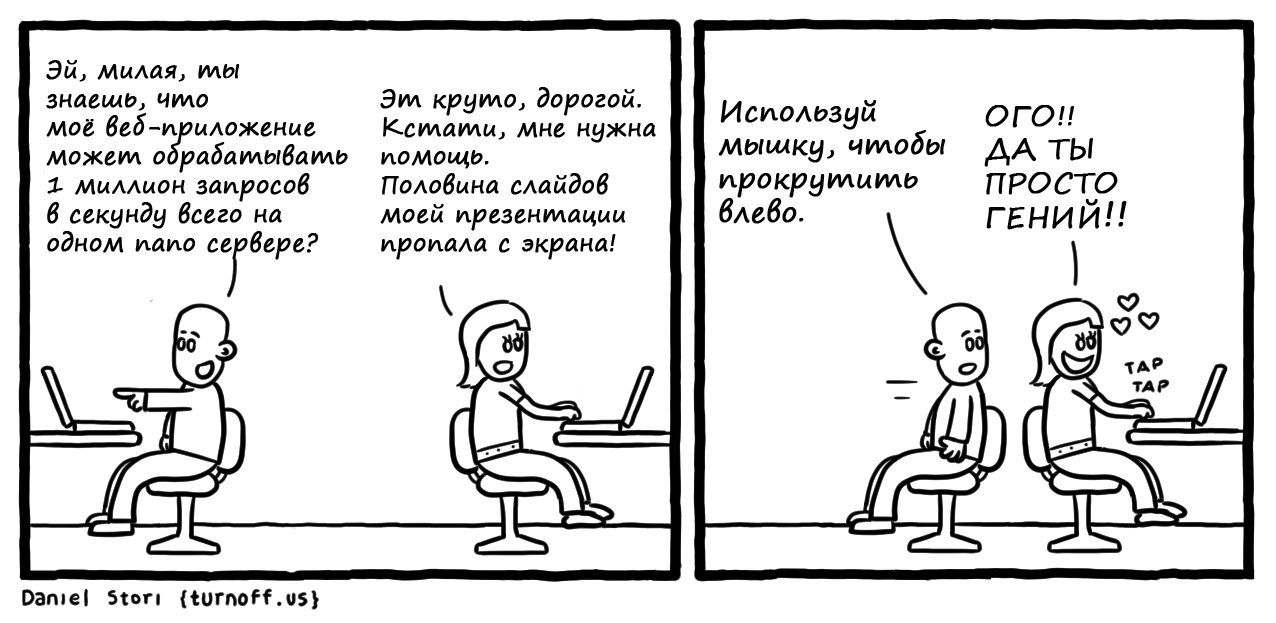 Эй, милая, ты
знаешь, что
моё веб-приложение
может обрабатывать
1 миллион запросов
в секунду всего на
одном папо сервере?
Эт круто, дорогой.
Кстати, мне нужна
помощь.
Половина слайдов
моей презентации
пропала с экрана!
Используй
мышку, чтобы
прокрутить
влево.
ОГО!!
ДА ТЫ
ПРОСТО
ГЕНИЙ!!
TAP
TAP
Daniel Stori {turnoff.us}